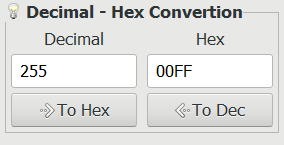 Decimal - Hex Convertion
Decimal Hex
255 00FF
To Hex To Dec